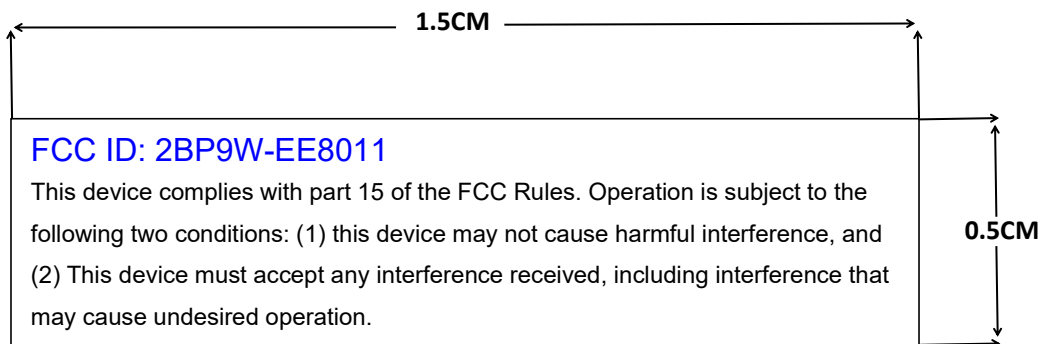 1.5CM
FCC ID: 2BP9W-EE8011
This device complies with part 15 of the FCC Rules. Operation is subject to the
following two conditions: (1) this device may not cause harmful interference, and
(2) This device must accept any interference received, including interference that
may cause undesired operation.
0.5CM